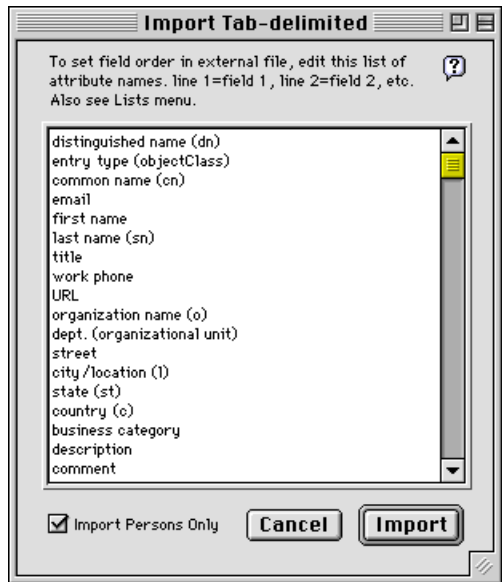 Import Tab-delimited
To set field order in external file, edit this list of
attribute names. line 1=field 1, line 2=field 2, etc.
Also see Lists menu.
?
distinguished name (dn)
entry type (objectClass)
common name (cn)
email
first name
last name (sn)
title
work phone
URL
organization name (o)
dept. (organizational unit)
street
city/location (l)
state (st)
country (c)
business category
description
comment
Import Persons Only
Cancel
Import